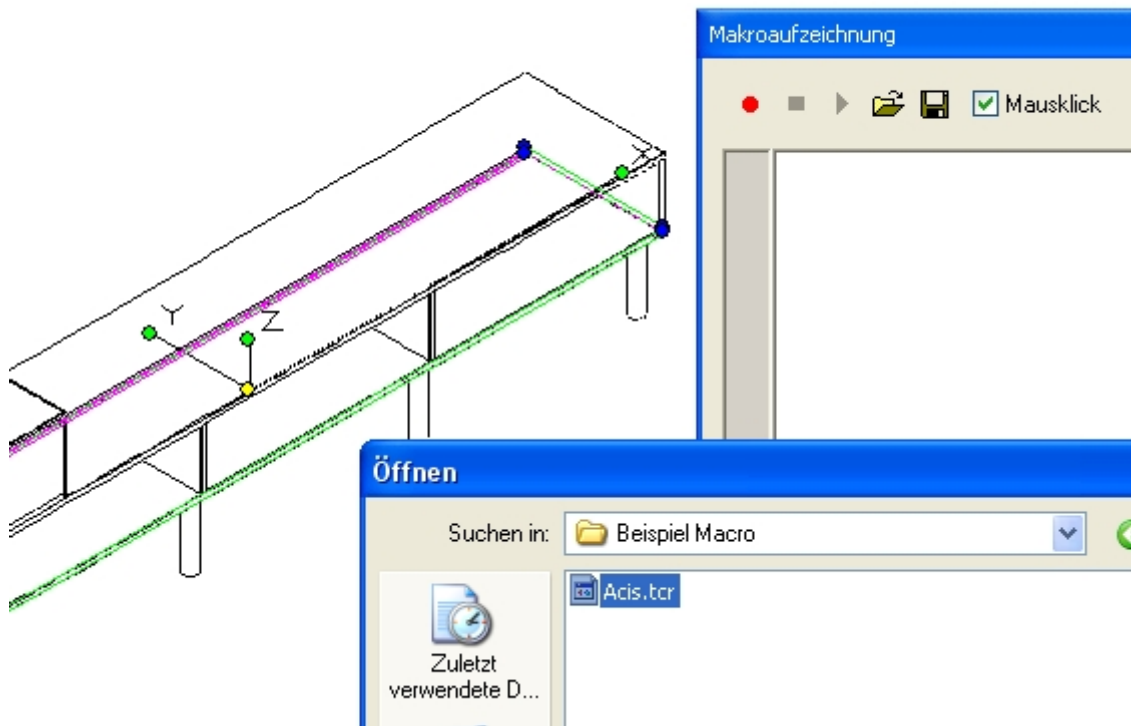 Makroaufzeichnung
Mausklick
X
Y
Z
Öffnen
Suchen in:
Beispiel Macro
Acis.tcr
Zuletzt
verwendete D...